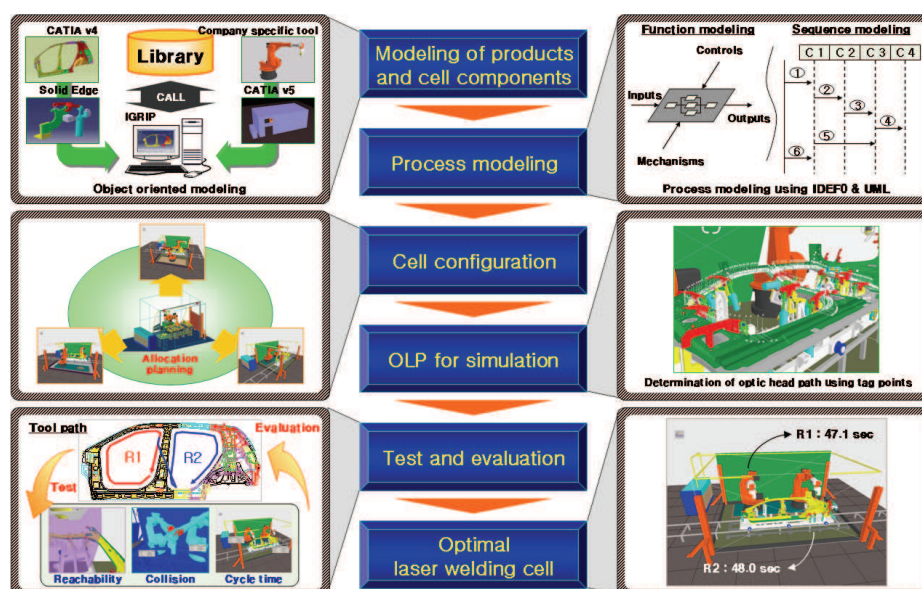 CATIA v4
Company specific tool
Library
Solid Edge
CALL
CATIA v5
IGRIP
Object oriented modeling
Modeling of products
and cell components
Process modeling
Function modeling
Sequence modeling
Controls
C 1 C 2 C 3 C 4
①
②
Inputs
③
Outputs
④
⑤
⑥
Mechanisms
Process modeling using IDEF0 & UML
Allocation
planning
Cell configuration
OLP for simulation
Determination of optic head path using tag points
Tool path
Evaluation
R1
R2
Test
Reachability
Collision
Cycle time
Test and evaluation
Optimal
laser welding cell
R1 : 47.1 sec
R2 : 48.0 sec